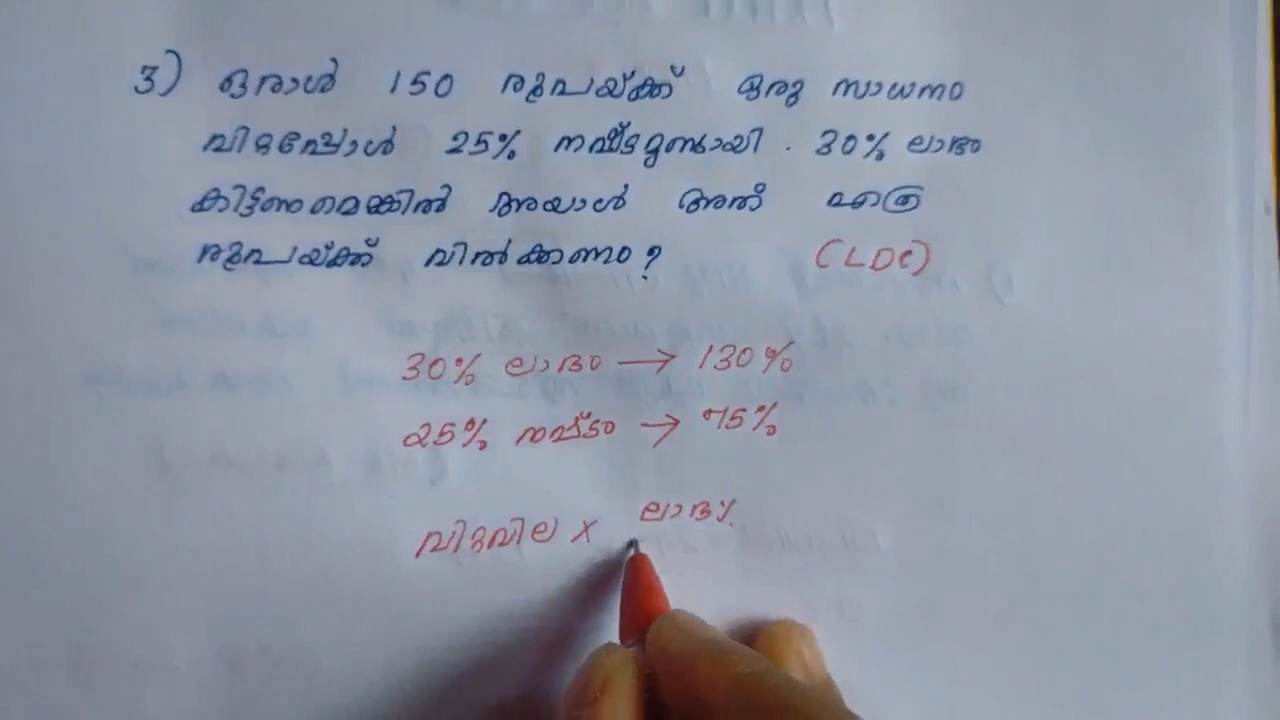 3) ഒരാൾ 150 രൂപയ്ക്ക് ഒരു സാധനം
വിറ്റപ്പോൾ 25% നഷ്ടമുണ്ടായി. 30% ലാഭം
കിട്ടണമെങ്കിൽ അയാൾ അത് എത്ര
രൂപയ്ക്ക് വിൽക്കണം? (LDC)
30% ലാഭം → 130%
25% നഷ്ടം → 75%
വിറ്റവില × ലാഭ%